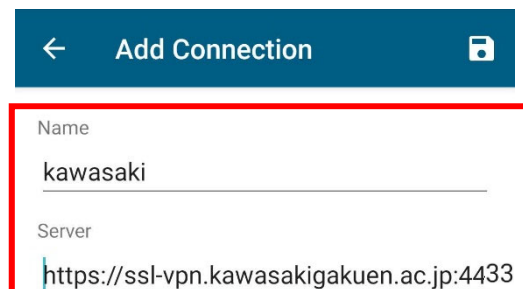 Add Connection
Name
kawasaki
Server
https://ssl-vpn.kawasakigakuen.ac.jp:4433